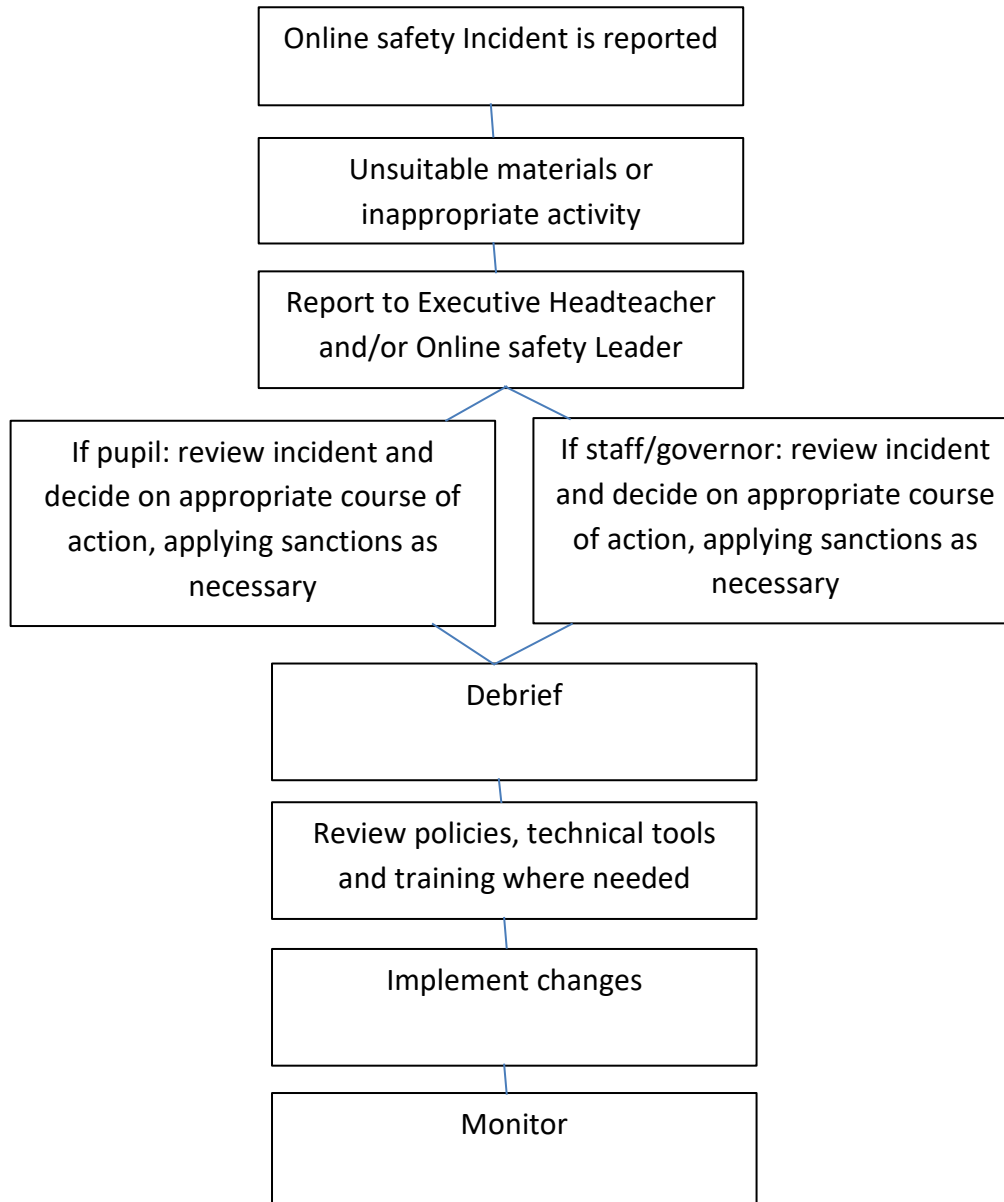 Online safety Incident is reported
Unsuitable materials or
inappropriate activity
Report to Executive Headteacher
and/or Online safety Leader
If pupil: review incident and
decide on appropriate course of
action, applying sanctions as
necessary
If staff/governor: review incident
and decide on appropriate course
of action, applying sanctions as
necessary
Debrief
Review policies, technical tools
and training where needed
Implement changes
Monitor